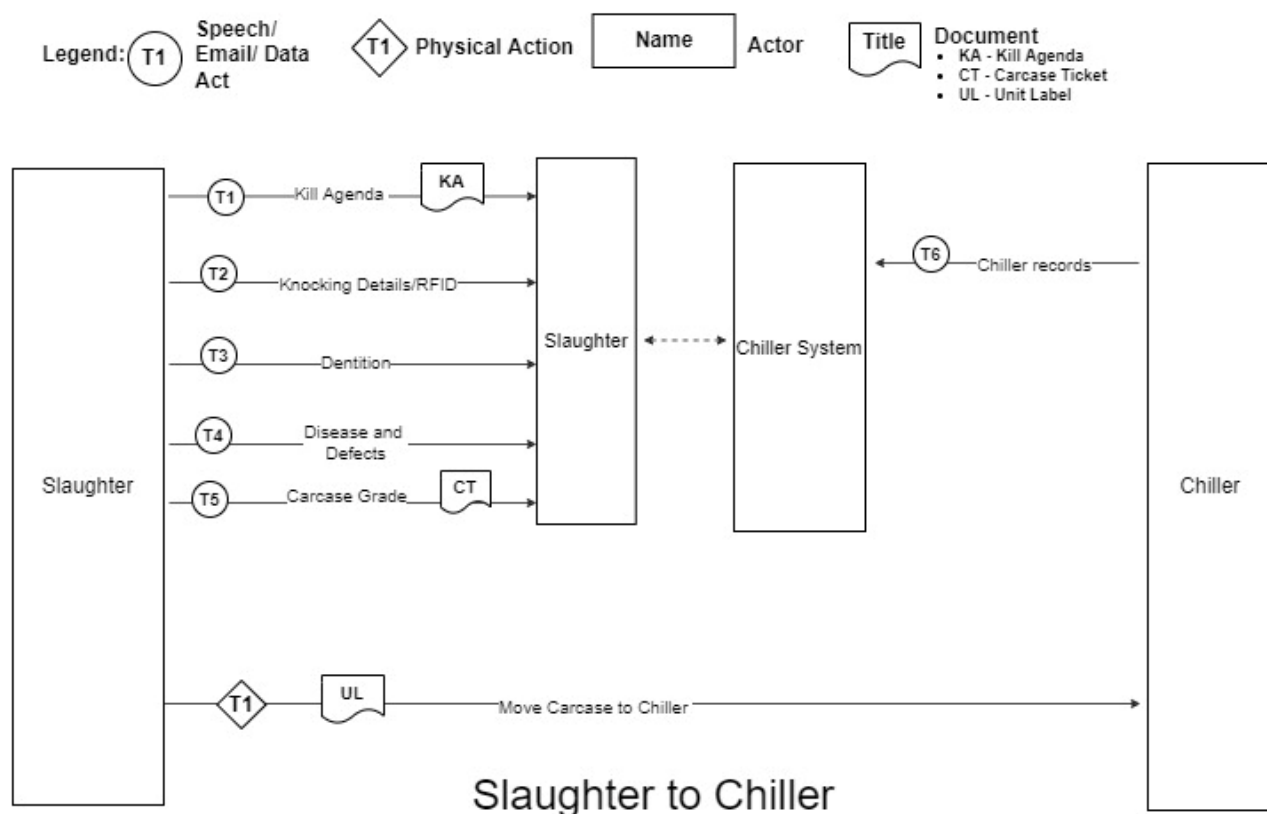 Legend:
T1
Speech/
Email/ Data
Act
T1
Physical Action
Name
Actor
Title
Document
• KA - Kill Agenda
• CT - Carcase Ticket
• UL - Unit Label
Slaughter
T1
Kill Agenda
KA
T2
Knocking Details/RFID
T3
Dentition
T4
Disease and
Defects
T5
Carcase Grade
CT
Slaughter
Chiller System
T6
Chiller records
Chiller
T1
UL
Move Carcase to Chiller
Slaughter to Chiller